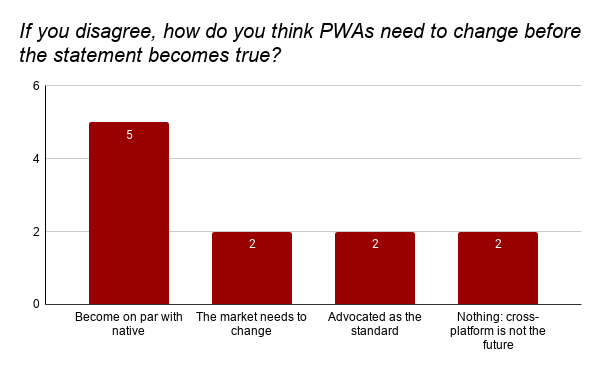 If you disagree, how do you think PWAs need to change before
the statement becomes true?
6
4
2
0
5
2
2
2
Become on par with
native
The market needs to
change
Advocated as the
standard
Nothing: cross-
platform is not the
future